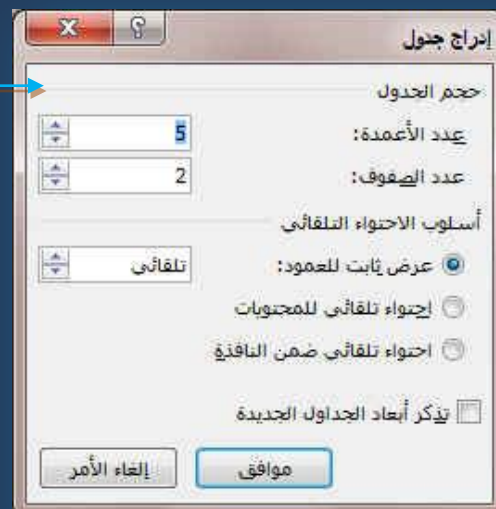 إدراج جدول
حجم الجدول
عدد الأعمدة: 5
عدد الصفوف: 2
أسلوب الاحتواء التلقائي
عرض ثابت للعمود: تلقائي
احتواء تلقائي للمحتويات
احتواء تلقائي ضمن النافذة
تذكر أبعاد الجداول الجديدة
موافق إلغاء الأمر